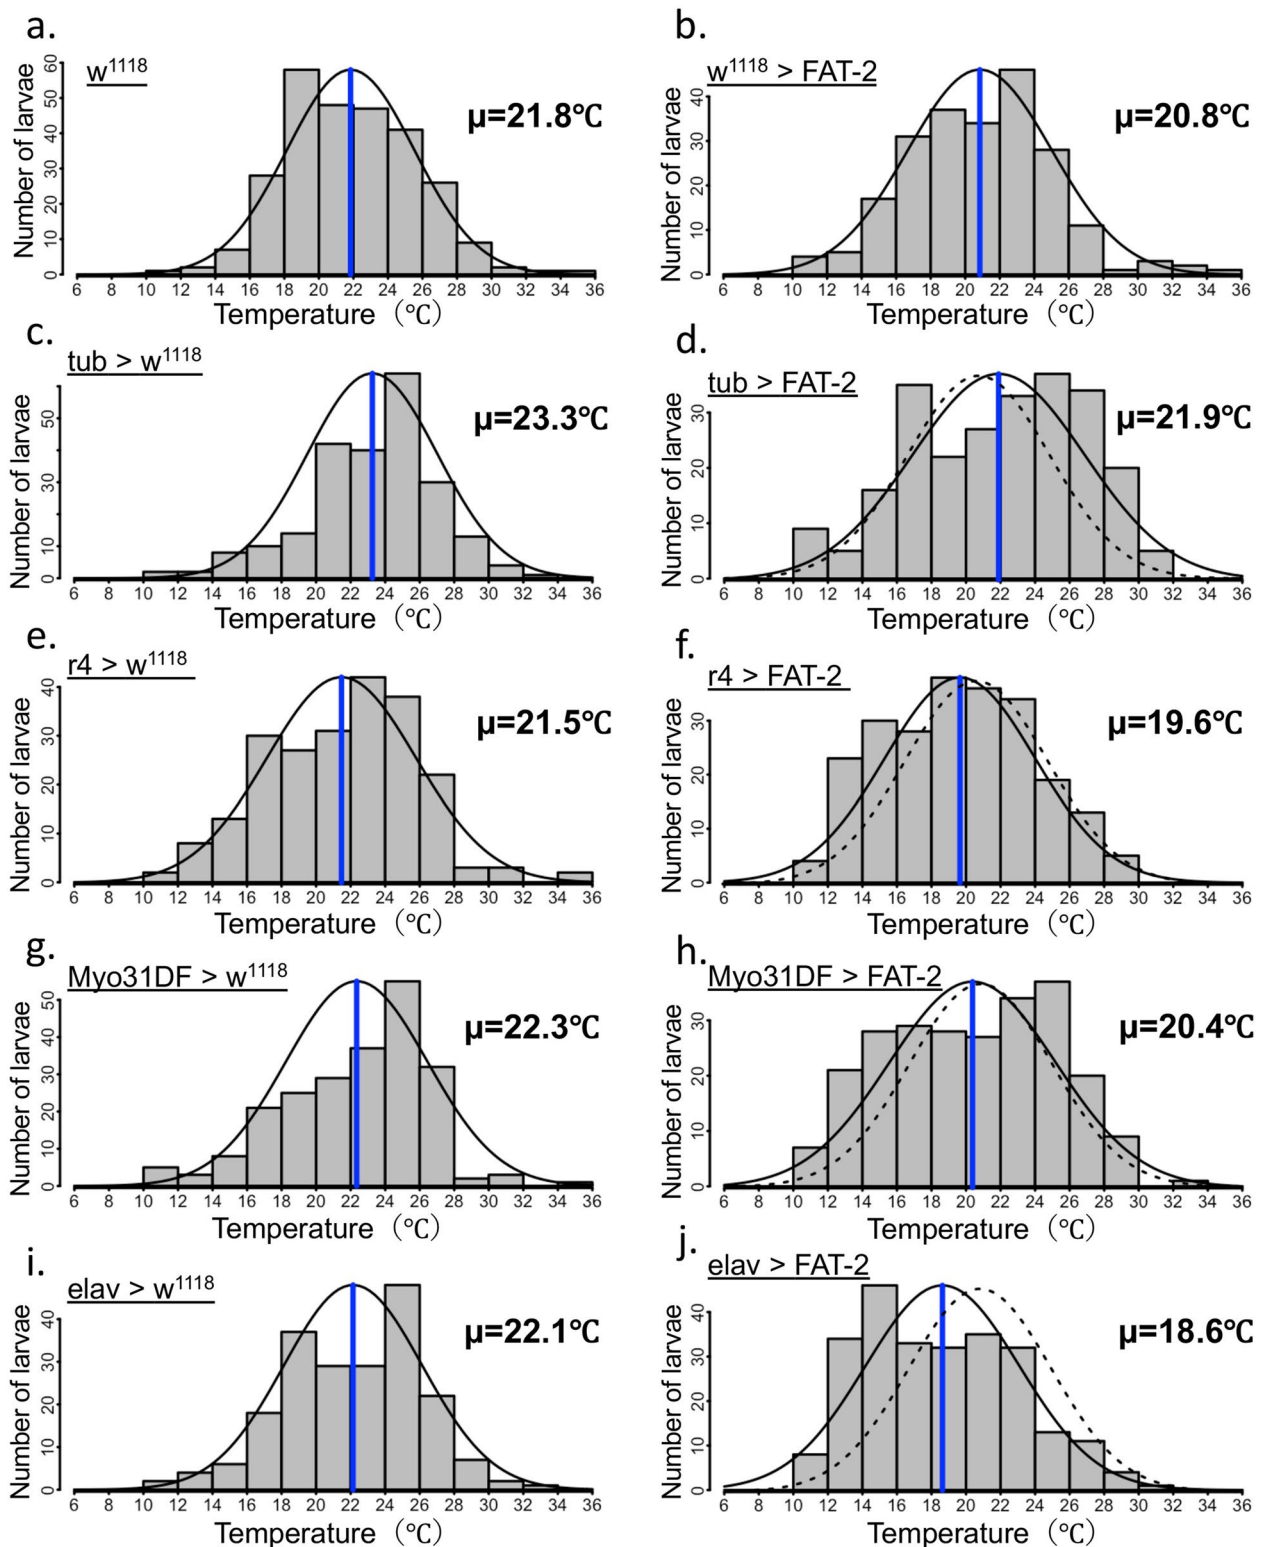 a.
w1118
μ=21.8℃
Number of larvae
0 10 20 30 40 50 60
6 8 10 12 14 16 18 20 22 24 26 28 30 32 34 36
Temperature（℃）
b.
w1118 > FAT-2
μ=20.8℃
Number of larvae
0 10 20 30 40
6 8 10 12 14 16 18 20 22 24 26 28 30 32 34 36
Temperature（℃）
c.
tub > w1118
μ=23.3℃
Number of larvae
0 10 30 50
6 8 10 12 14 16 18 20 22 24 26 28 30 32 34 36
Temperature（℃）
d.
tub > FAT-2
μ=21.9℃
Number of larvae
0 10 20 30
6 8 10 12 14 16 18 20 22 24 26 28 30 32 34 36
Temperature（℃）
e.
r4 > w1118
μ=21.5℃
Number of larvae
0 10 20 30 40
6 8 10 12 14 16 18 20 22 24 26 28 30 32 34 36
Temperature（℃）
f.
r4 > FAT-2
μ=19.6℃
Number of larvae
0 10 20 30
6 8 10 12 14 16 18 20 22 24 26 28 30 32 34 36
Temperature（℃）
g.
Myo31DF > w1118
μ=22.3℃
Number of larvae
0 10 20 30 40 50
6 8 10 12 14 16 18 20 22 24 26 28 30 32 34 36
Temperature（℃）
h.
Myo31DF > FAT-2
μ=20.4℃
Number of larvae
0 10 20 30
6 8 10 12 14 16 18 20 22 24 26 28 30 32 34 36
Temperature（℃）
i.
elav > w1118
μ=22.1℃
Number of larvae
0 10 20 30 40
6 8 10 12 14 16 18 20 22 24 26 28 30 32 34 36
Temperature（℃）
j.
elav > FAT-2
μ=18.6℃
Number of larvae
0 10 20 30 40
6 8 10 12 14 16 18 20 22 24 26 28 30 32 34 36
Temperature（℃）